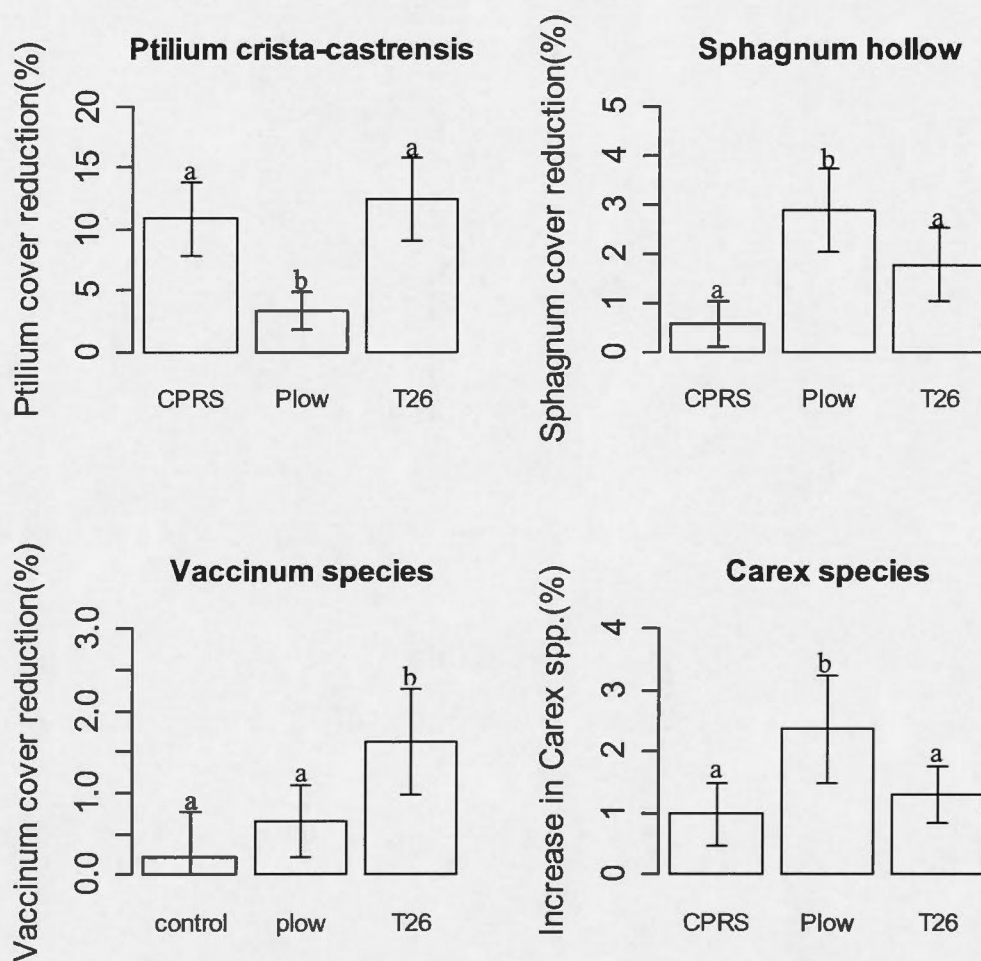 Ptilium crista-castrensis
Ptilium cover reduction(%)
20
15
10
5
0
a
b
a
CPRS Plow T26
Sphagnum hollow
Sphagnum cover reduction(%)
5
4
3
2
1
0
a
b
a
CPRS Plow T26
Vaccinum species
Vaccinum cover reduction(%)
3.0
2.0
1.0
0.0
a
a
b
control plow T26
Carex species
Increase in Carex spp.(%)
4
3
2
1
0
a
b
a
CPRS Plow T26